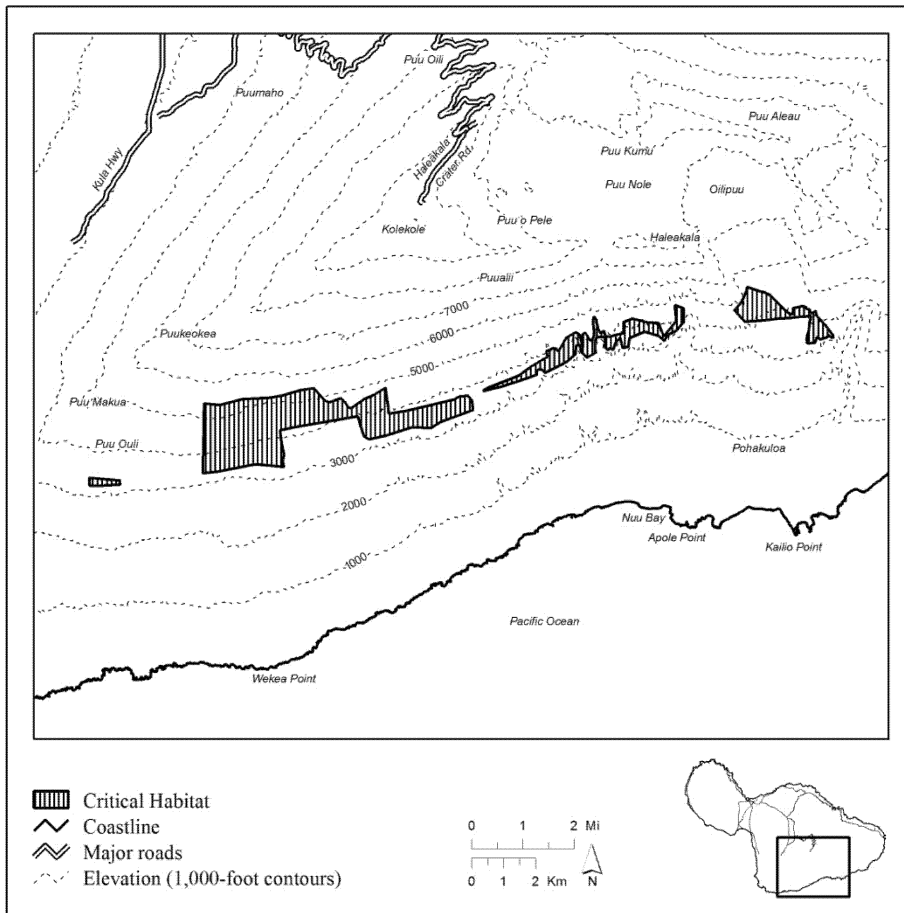 Puu Oili
Puumaho
Puu Aleau
Kula Hwy
Haleäkala
Crater Rd.
Puu Kumu
Puu Nole
Oilipuu
Kolekole
Puu o Pele
Haleakala
Puualii
7000
6000
Puukeokea
5000
Puu Makua
Puu Ouli
3000
Pohakuloa
2000
Nuu Bay
Apole Point
Kailio Point
1000
Pacific Ocean
Wekea Point
Critical Habitat
Coastline
Major roads
Elevation (1,000-foot contours)
0 1 2 Mi
0 1 2 Km
N